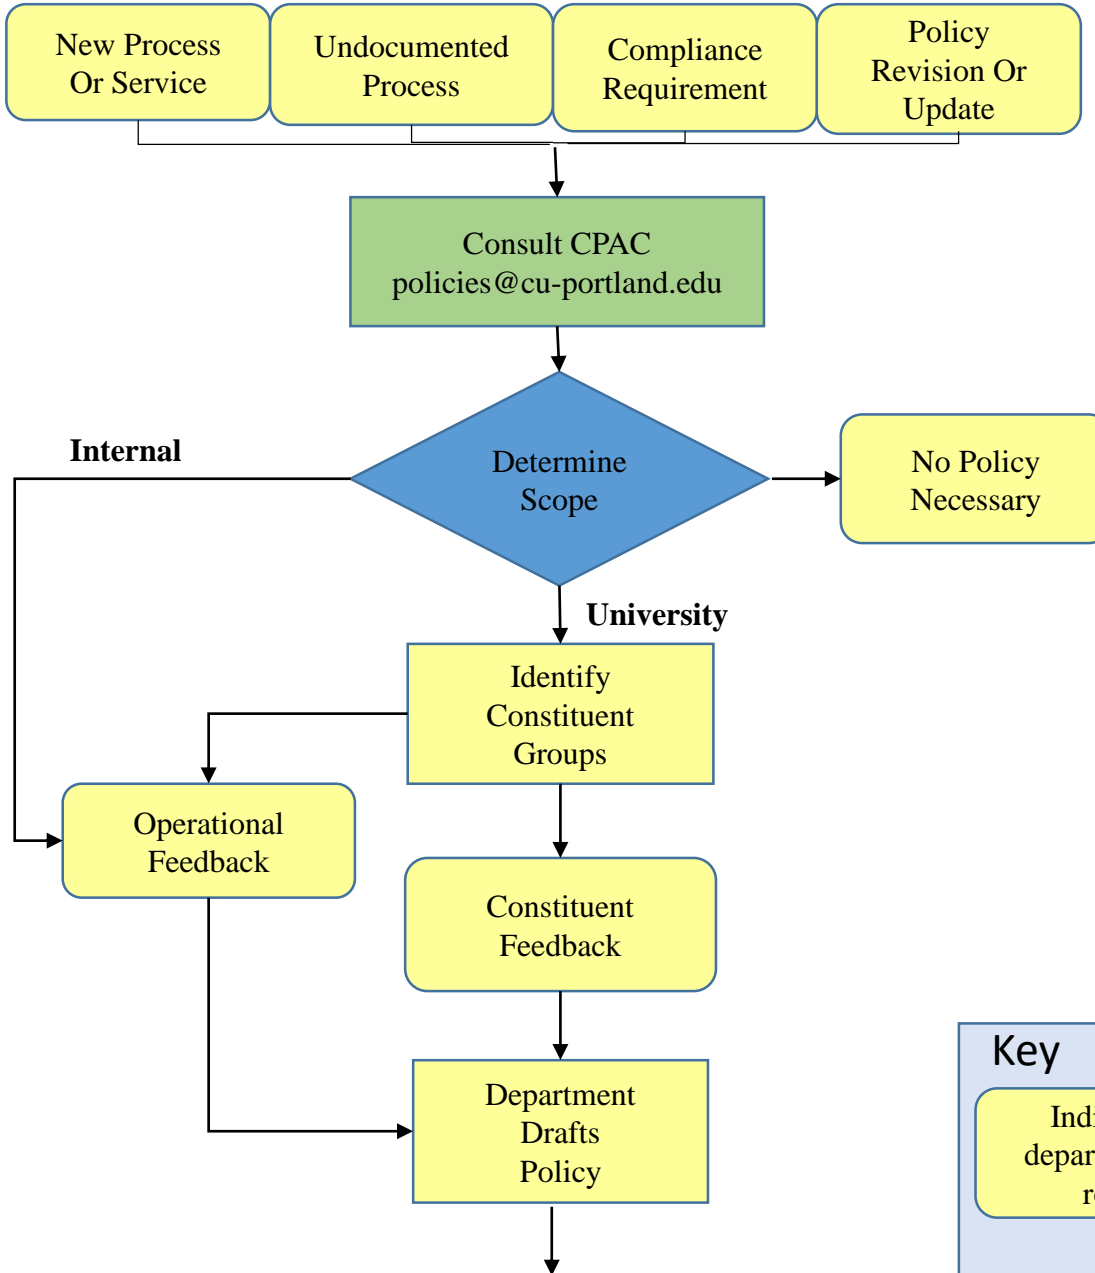 New Process
Or Service
Undocumented
Process
Compliance
Requirement
Policy
Revision Or
Update
Consult CPAC
policies@cu-portland.edu
Internal
Determine
Scope
No Policy
Necessary
University
Identify
Constituent
Groups
Operational
Feedback
Constituent
Feedback
Key
Department
Drafts
Policy